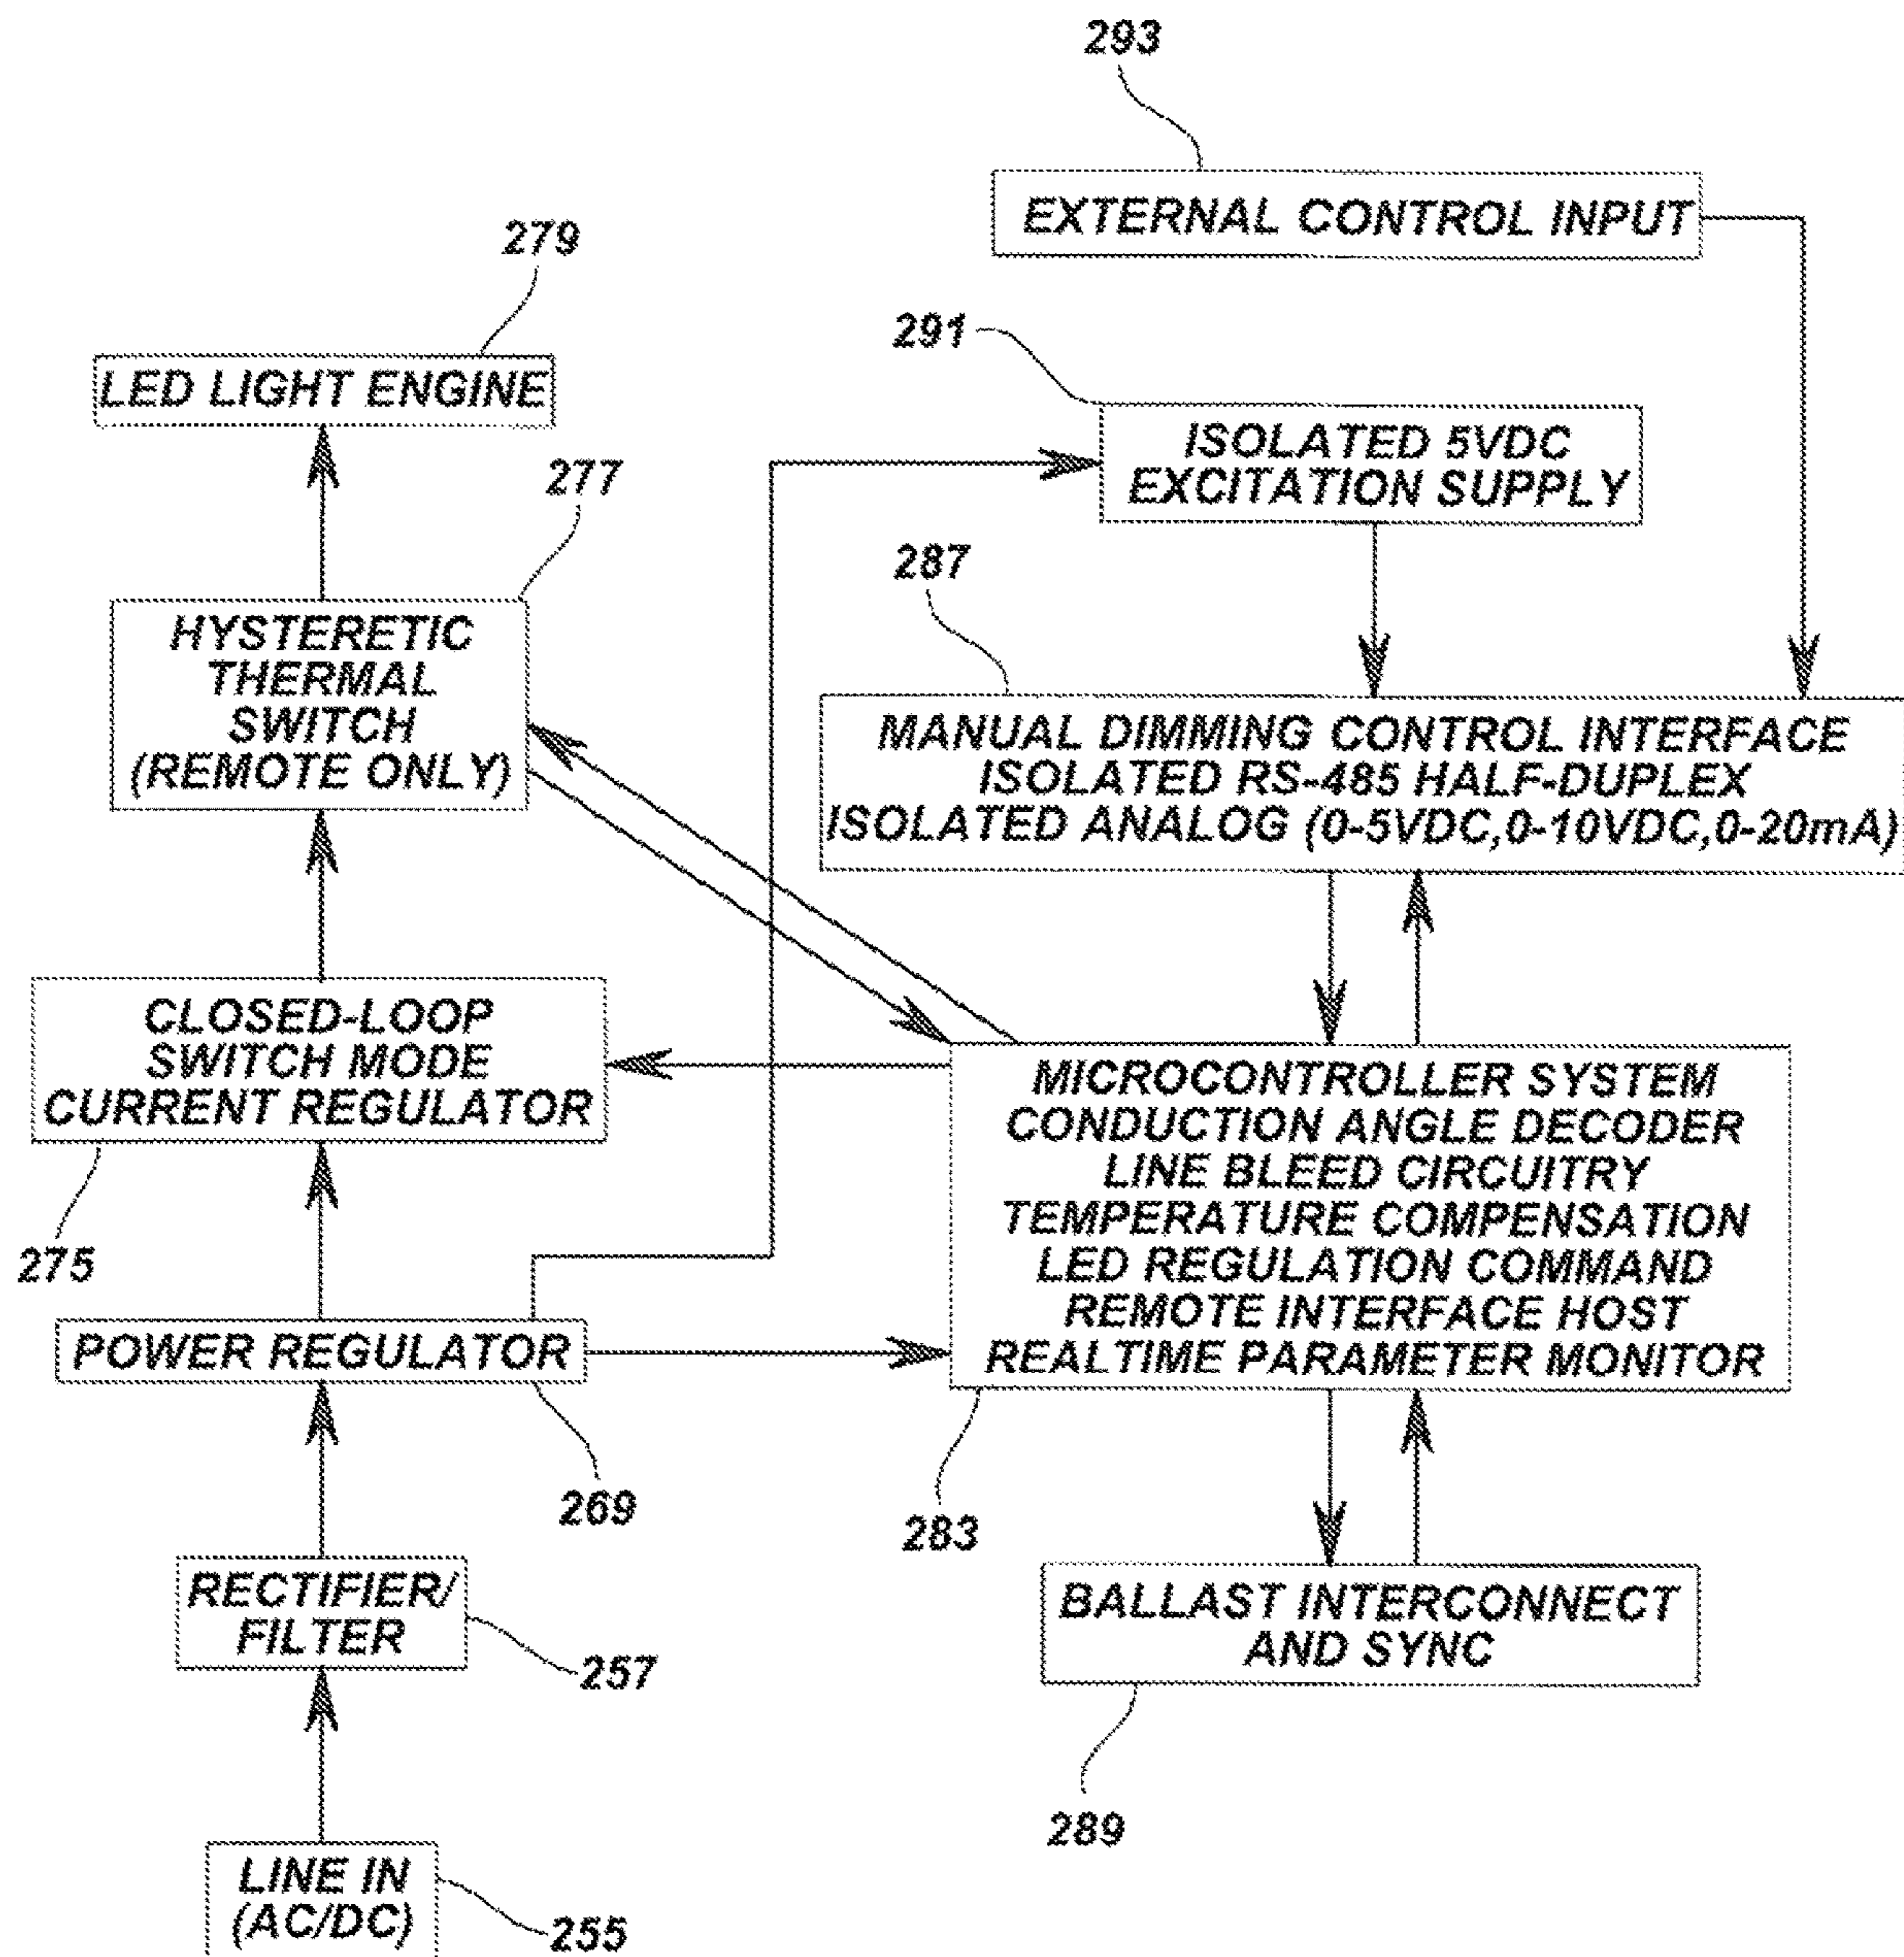 293
EXTERNAL CONTROL INPUT
279
LED LIGHT ENGINE
291
ISOLATED 5VDC
EXCITATION SUPPLY
277
HYSTERETIC
THERMAL
SWITCH
(REMOTE ONLY)
287
MANUAL DIMMING CONTROL INTERFACE
ISOLATED RS-485 HALF-DUPLEX
ISOLATED ANALOG (0-5VDC,0-10VDC,0-20mA)
CLOSED-LOOP
SWITCH MODE
CURRENT REGULATOR
275
MICROCONTROLLER SYSTEM
CONDUCTION ANGLE DECODER
LINE BLEED CIRCUITRY
TEMPERATURE COMPENSATION
LED REGULATION COMMAND
REMOTE INTERFACE HOST
REALTIME PARAMETER MONITOR
283
POWER REGULATOR
269
RECTIFIER/
FILTER
257
BALLAST INTERCONNECT
AND SYNC
289
LINE IN
(AC/DC)
255